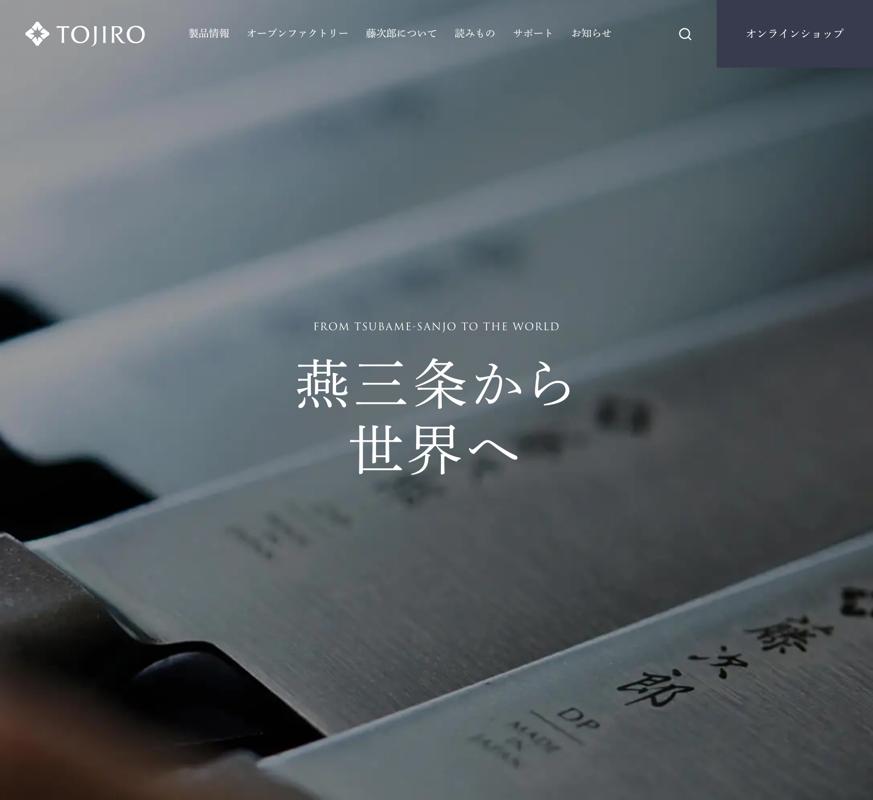 TOJIRO
製品情報 オープンファクトリー 藤次郎について 読みもの サポート お知らせ
オンラインショップ
FROM TSUBAME-SANJO TO THE WORLD
燕三条から
世界へ
藤次郎
DP
MADE
IN
JAPAN